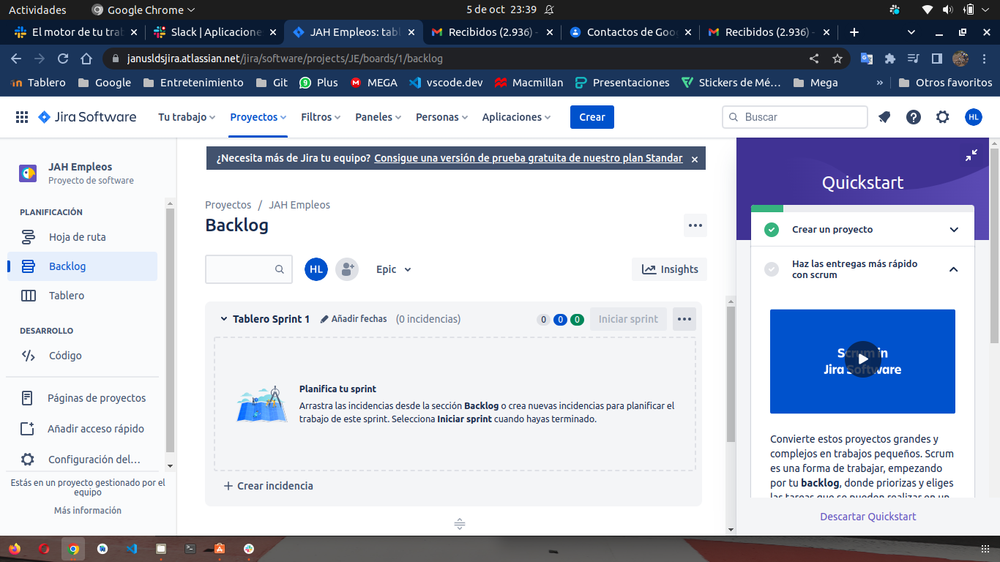 Actividades
Google Chrome
5 de oct 23:39
El motor de tu tra
Slack | Aplicacione
JAH Empleos: tabl
Recibidos (2.936) -
Contactos de Goo
Recibidos (2.936) -
janusldsjira.atlassian.net/jira/software/projects/JE/boards/1/backlog
Tablero
Google
Entretenimiento
Git
9
Plus
M
MEGA
vscode.dev
Macmillan
Presentaciones
Stickers de Mé…
Mega
»
Otros favoritos
Jira Software
Tu trabajo
Proyectos
Filtros
Paneles
Personas
Aplicaciones
Crear
Buscar
HL
JAH Empleos
Proyecto de software
PLANIFICACIÓN
Hoja de ruta
Backlog
Tablero
DESARROLLO
Código
Páginas de proyectos
Añadir acceso rápido
Configuración del…
Estás en un proyecto gestionado por el
equipo
Más información
¿Necesita más de Jira tu equipo? Consigue una versión de prueba gratuita de nuestro plan Standar
Proyectos / JAH Empleos
Backlog
HL
Epic
Insights
Tablero Sprint 1
Añadir fechas
(0 incidencias)
0 0 0
Iniciar sprint
Planifica tu sprint
Arrastra las incidencias desde la sección Backlog o crea nuevas incidencias para planificar el
trabajo de este sprint. Selecciona Iniciar sprint cuando hayas terminado.
+ Crear incidencia
Quickstart
Crear un proyecto
Haz las entregas más rápido
con scrum
Scrum in
Jira Software
Convierte estos proyectos grandes y
complejos en trabajos pequeños. Scrum
es una forma de trabajar, empezando
por tu backlog, donde priorizas y eliges
las tareas que se pueden realizar en un
Descartar Quickstart